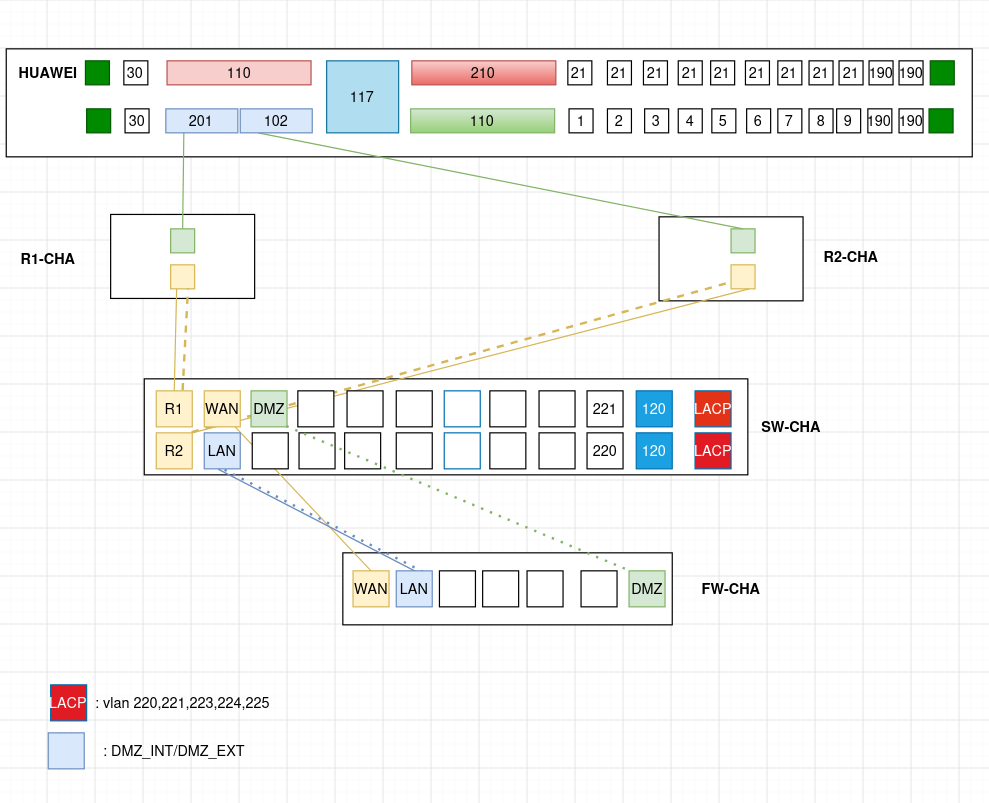 HUAWEI 30 110 117 210 21 21 21 21 21 21 21 21 21 190 190
30 201 102 110 1 2 3 4 5 6 7 8 9 190 190
R1-CHA
R2-CHA
R1 WAN DMZ 221 120 LACP
SW-CHA
R2 LAN 220 120 LACP
WAN LAN DMZ FW-CHA
LACP : vlan 220,221,223,224,225
: DMZ_INT/DMZ_EXT